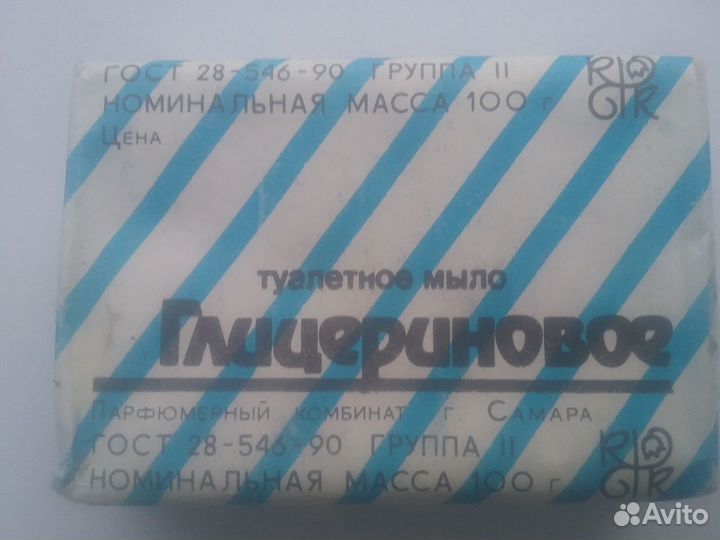 ГОСТ 28-546-90 ГРУППА II
НОМИНАЛЬНАЯ МАССА 100 г.
ЦЕНА
туалетное мыло
Глицериновое
ПАРФЮМЕРНЫЙ КОМБИНАТ г. САМАРА
ГОСТ 28-546-90 ГРУППА II
НОМИНАЛЬНАЯ МАССА 100 г.
Avito